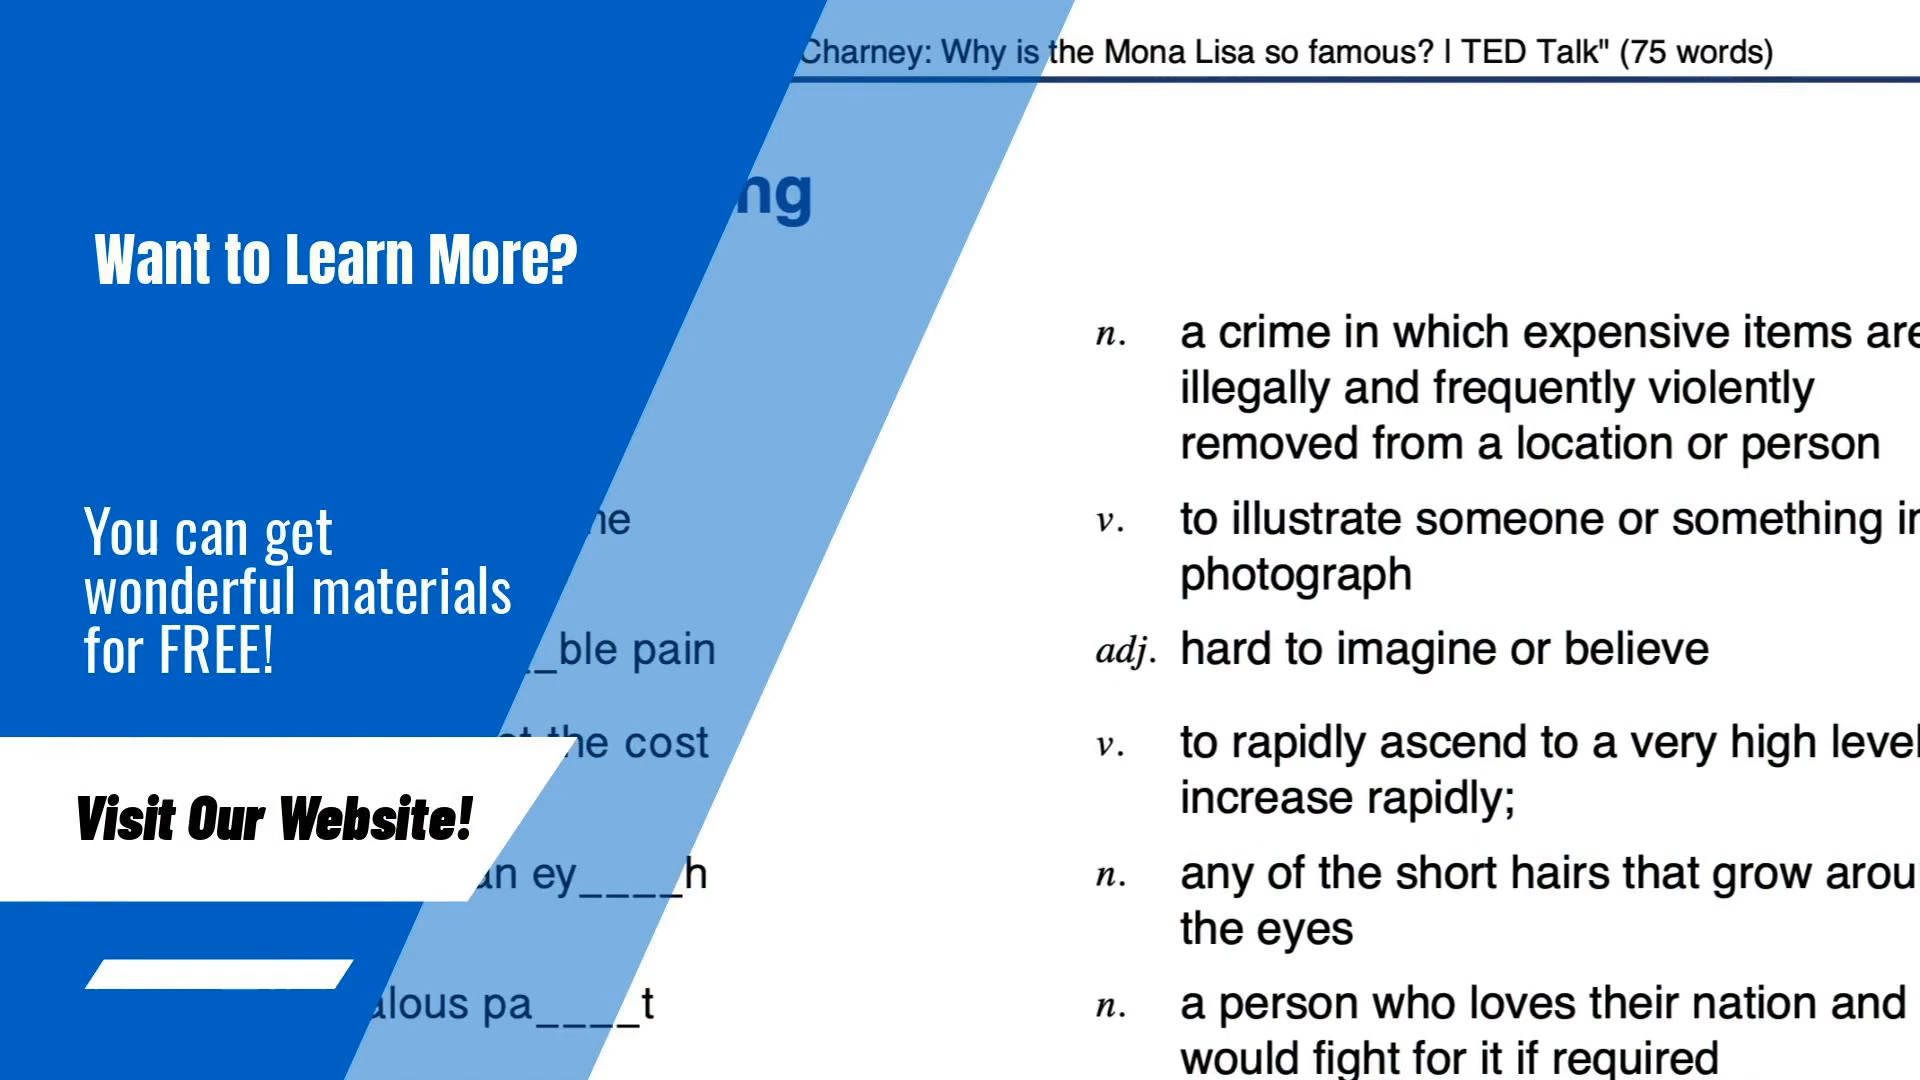 Charney: Why is the Mona Lisa so famous? | TED Talk" (75 words)
ng
Want to Learn More?
You can get
wonderful materials
for FREE!
Visit Our Website!
n. a crime in which expensive items are
illegally and frequently violently
removed from a location or person
he v. to illustrate someone or something in
photograph
_ble pain adj. hard to imagine or believe
the cost v. to rapidly ascend to a very high level
increase rapidly;
an ey____h n. any of the short hairs that grow arou
the eyes
alous pa____t n. a person who loves their nation and
would fight for it if required